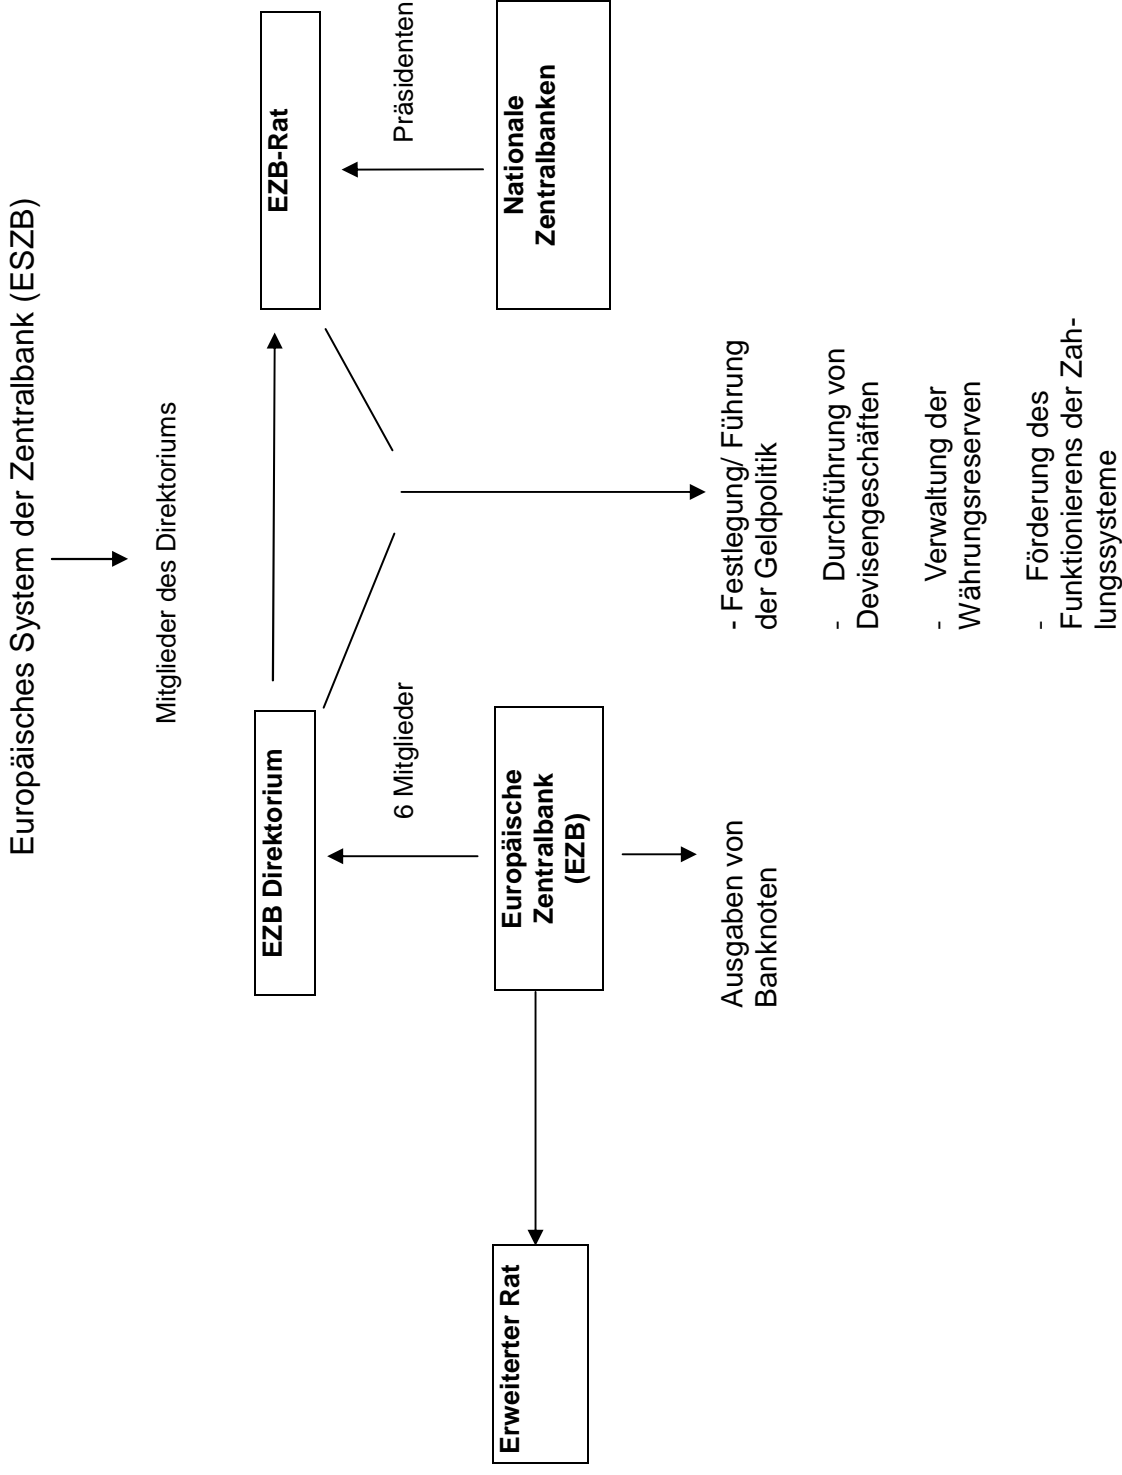 Europäisches System der Zentralbank (ESZB)
Mitglieder des Direktoriums
EZB Direktorium
EZB-Rat
6 Mitglieder
Präsidenten
Erweiterter Rat
Europäische
Zentralbank
(EZB)
Nationale
Zentralbanken
Ausgaben von
Banknoten
- Festlegung/ Führung
der Geldpolitik
- Durchführung von
Devisengeschäften
- Verwaltung der
Währungsreserven
- Förderung des
Funktionierens der Zah-
lungssysteme